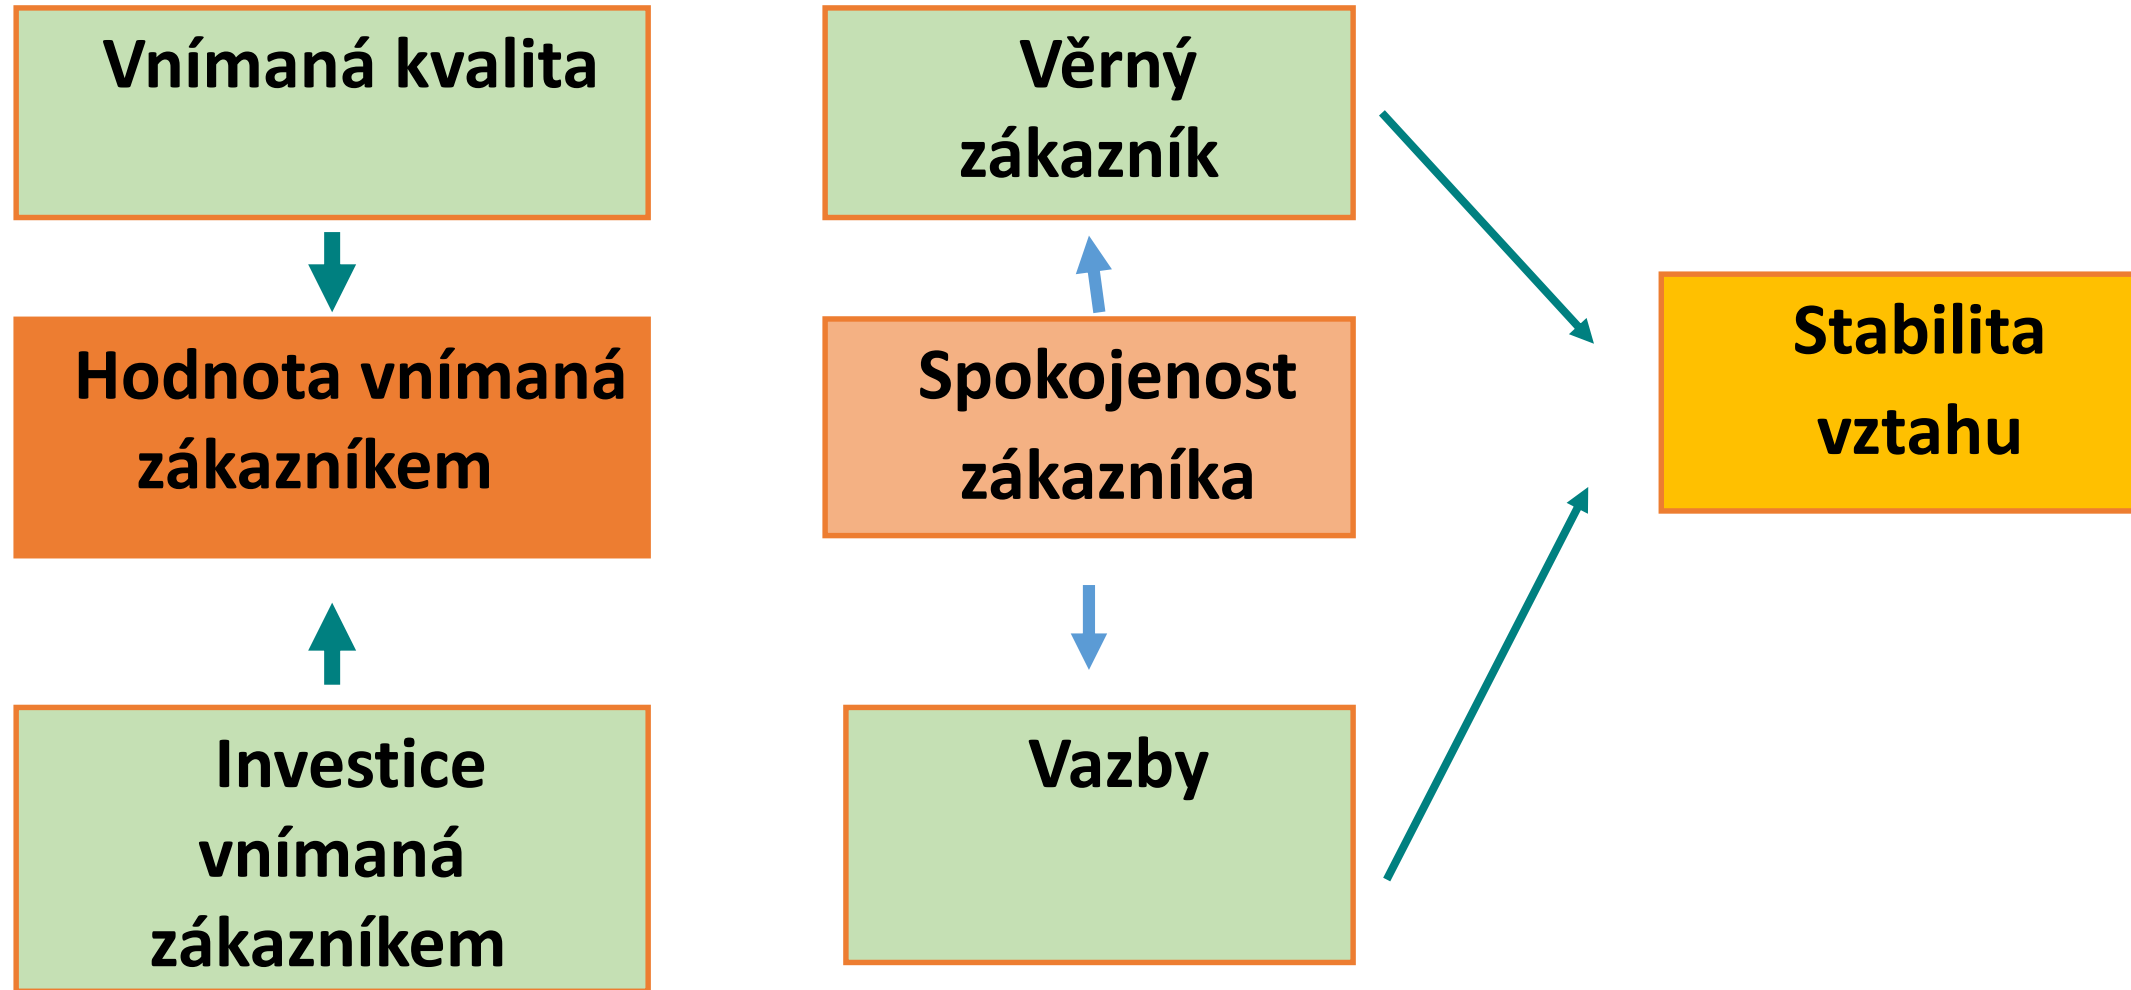 Vnímaná kvalita
Hodnota vnímaná
zákazníkem
Investice
vnímaná
zákazníkem
Věrný
zákazník
Spokojenost
zákazníka
Vazby
Stabilita
vztahu